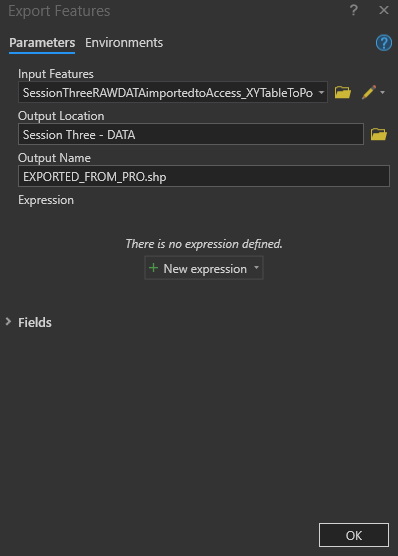 Export Features ? ×
Parameters Environments ?
Input Features
SessionThreeRAWDATAimportedtoAccess_XYTableToPo
Output Location
Session Three - DATA
Output Name
EXPORTED_FROM_PRO.shp
Expression
There is no expression defined.
+ New expression
Fields
OK